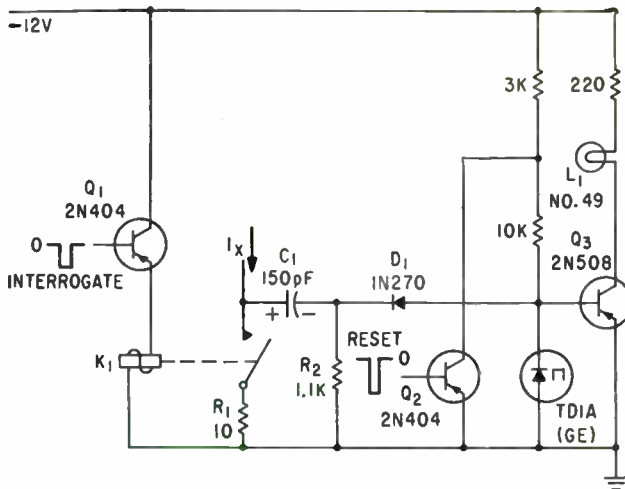 -12V
3K
220
Q1
2N404
L1
NO. 49
0
INTERROGATE
IX
C1
150pF
+
-
D1
1N270
10K
Q3
2N508
K1
RESET
0
R2
1.1K
Q2
2N404
R1
10
TD1A
(GE)